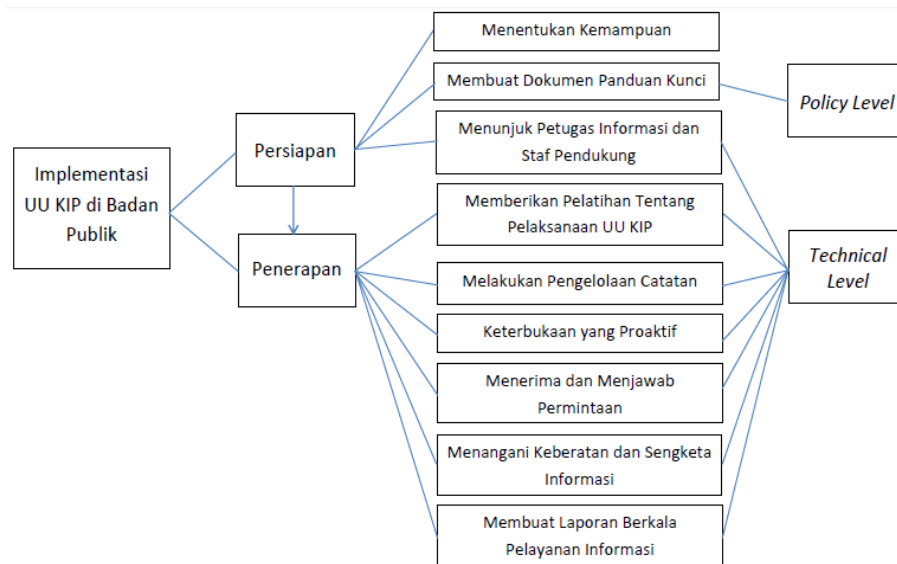 Implementasi
UU KIP di Badan
Publik
Persiapan
Penerapan
Menentukan Kemampuan
Membuat Dokumen Panduan Kunci
Menunjuk Petugas Informasi dan
Staf Pendukung
Memberikan Pelatihan Tentang
Pelaksanaan UU KIP
Melakukan Pengelolaan Catatan
Keterbukaan yang Proaktif
Menerima dan Menjawab
Permintaan
Menangani Keberatan dan Sengketa
Informasi
Membuat Laporan Berkala
Pelayanan Informasi
Policy Level
Technical
Level